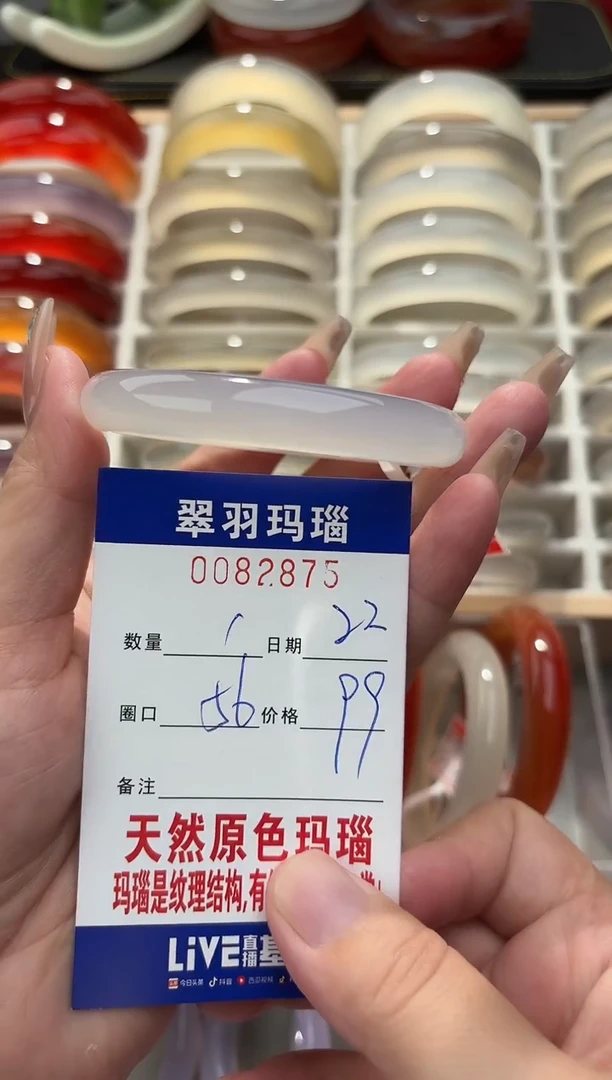 翠羽玛瑙
0082875
数量 1 日期 22
圈口 56 价格 99
备注
天然原色玛瑙
玛瑙是纹理结构,有
LiVE直播基
今日头条 抖音 西瓜视频